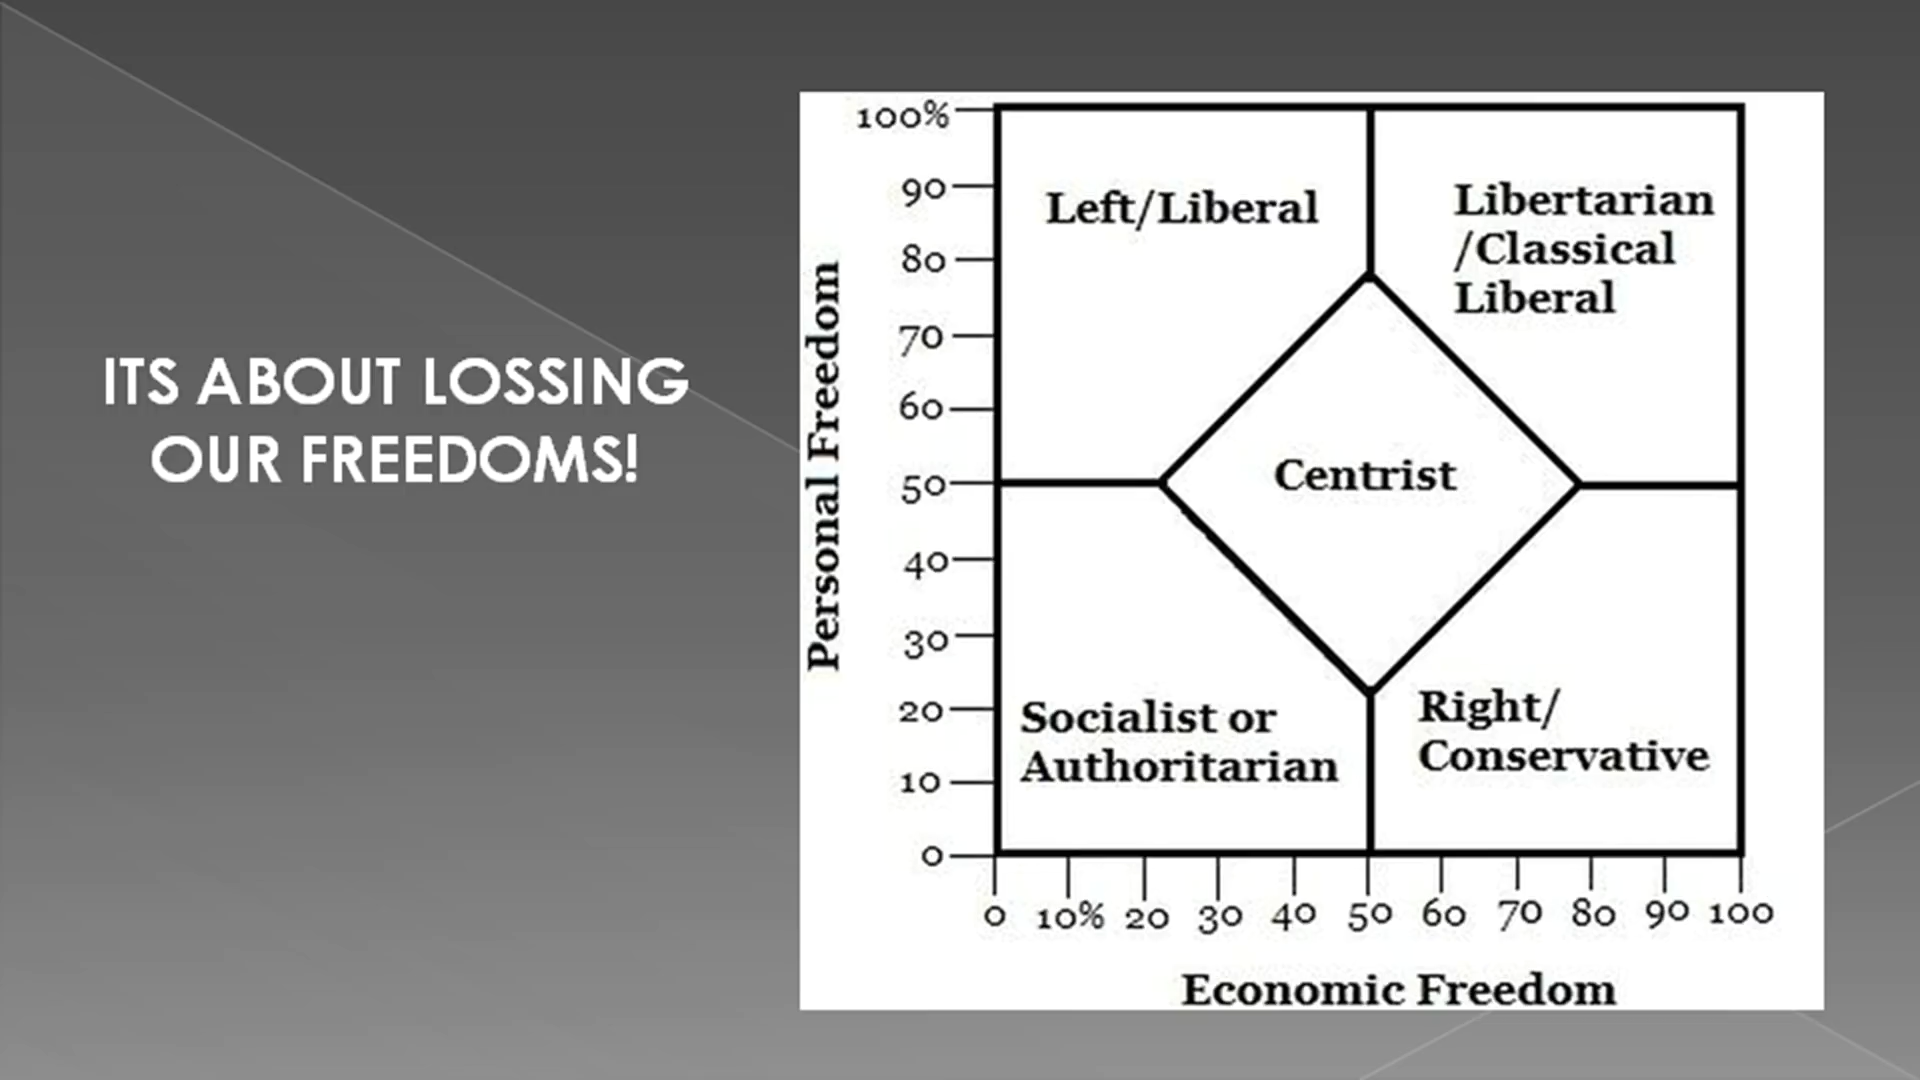 ITS ABOUT LOSSING
OUR FREEDOMS!
Personal Freedom
100%
90
80
70
60
50
40
30
20
10
0
Left/Liberal
Libertarian
/Classical
Liberal
Centrist
Socialist or
Authoritarian
Right/
Conservative
0 10% 20 30 40 50 60 70 80 90 100
Economic Freedom